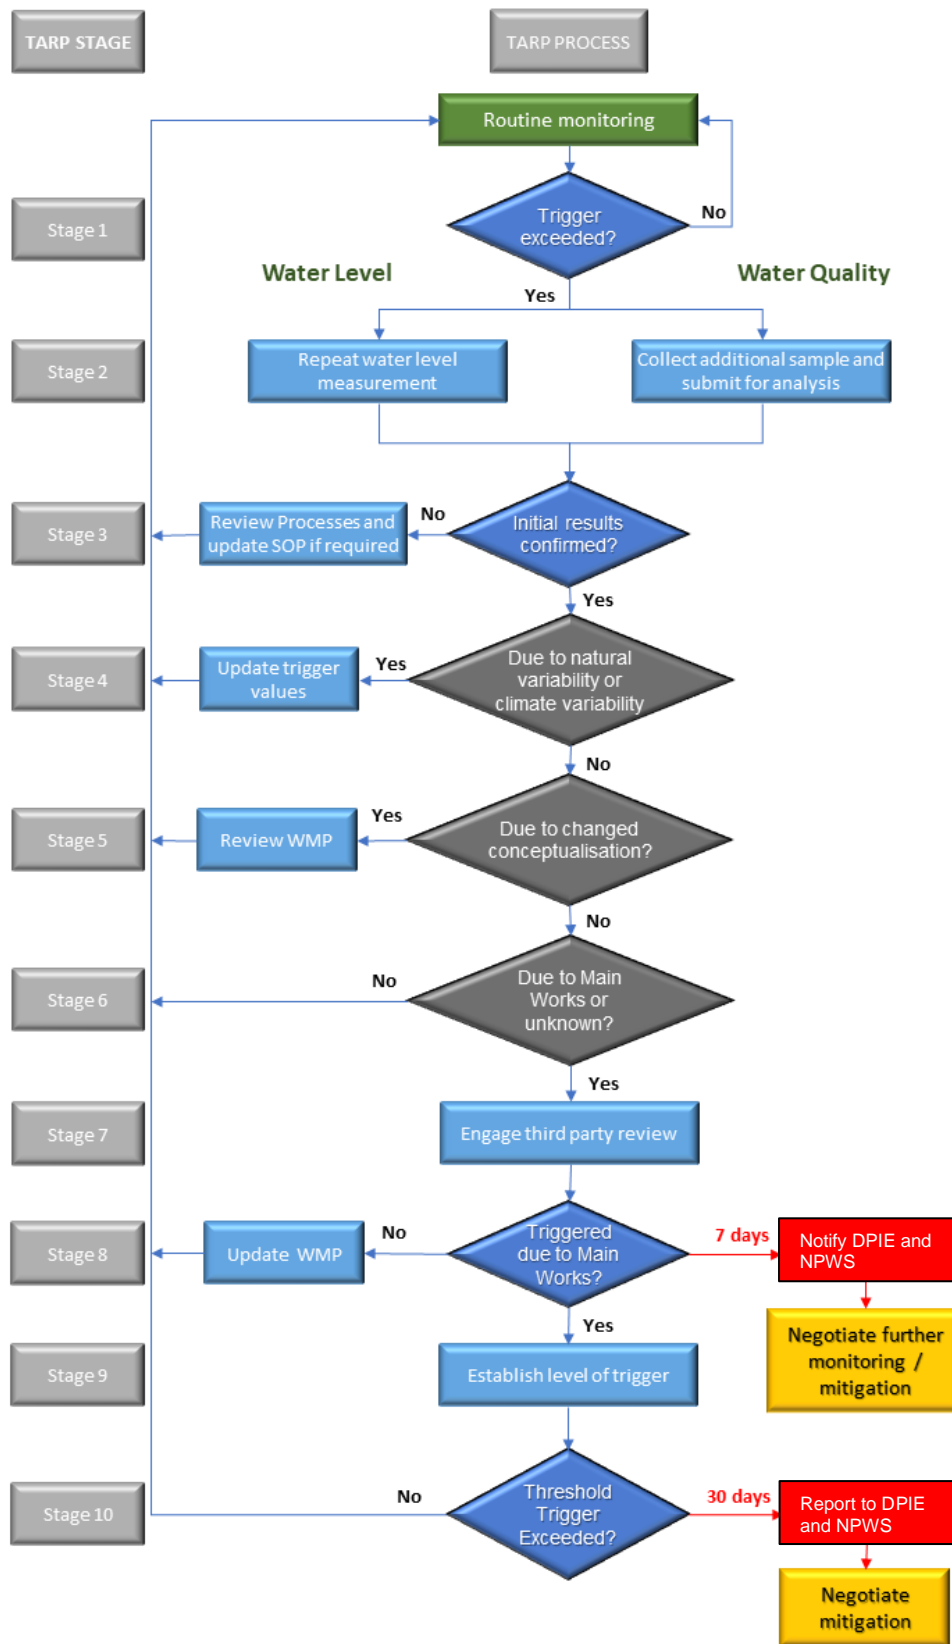 TARP STAGE
TARP PROCESS
Routine monitoring
Stage 1
Trigger
exceeded?
No
Water Level
Water Quality
Yes
Stage 2
Repeat water level
measurement
Collect additional sample and
submit for analysis
Stage 3
Review Processes and
update SOP if required
No
Initial results
confirmed?
Yes
Stage 4
Update trigger
values
Yes
Due to natural
variability or
climate variability
No
Stage 5
Review WMP
Yes
Due to changed
conceptualisation?
No
Stage 6
No
Due to Main
Works or
unknown?
Yes
Stage 7
Engage third party review
Stage 8
Update WMP
No
Triggered
due to Main
Works?
7 days
Notify DPIE and
NPWS
Yes
Negotiate further
monitoring /
mitigation
Stage 9
Establish level of trigger
Stage 10
No
Threshold
Trigger
Exceeded?
30 days
Report to DPIE
and NPWS
Negotiate
mitigation